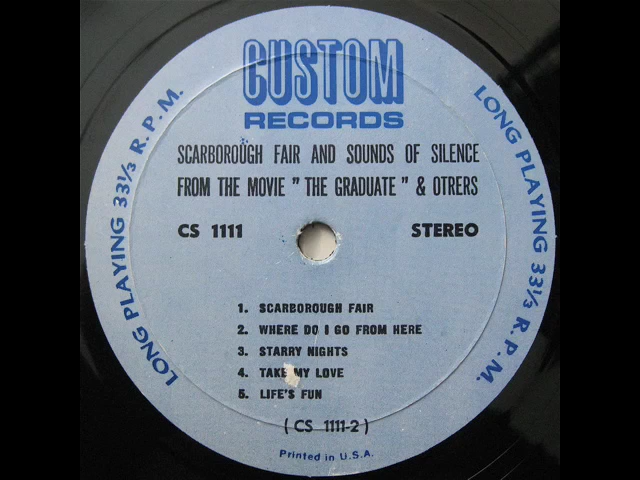 CUSTOM
RECORDS
SCARBOROUGH FAIR AND SOUNDS OF SILENCE
FROM THE MOVIE " THE GRADUATE " & OTRERS
CS 1111
STEREO
LONG PLAYING 33⅓ R.P.M.
LONG PLAYING 33⅓ R.P.M.
1. SCARBOROUGH FAIR
2. WHERE DO I GO FROM HERE
3. STARRY NIGHTS
4. TAKE MY LOVE
5. LIFE'S FUN
( CS 1111-2 )
Printed in U.S.A.